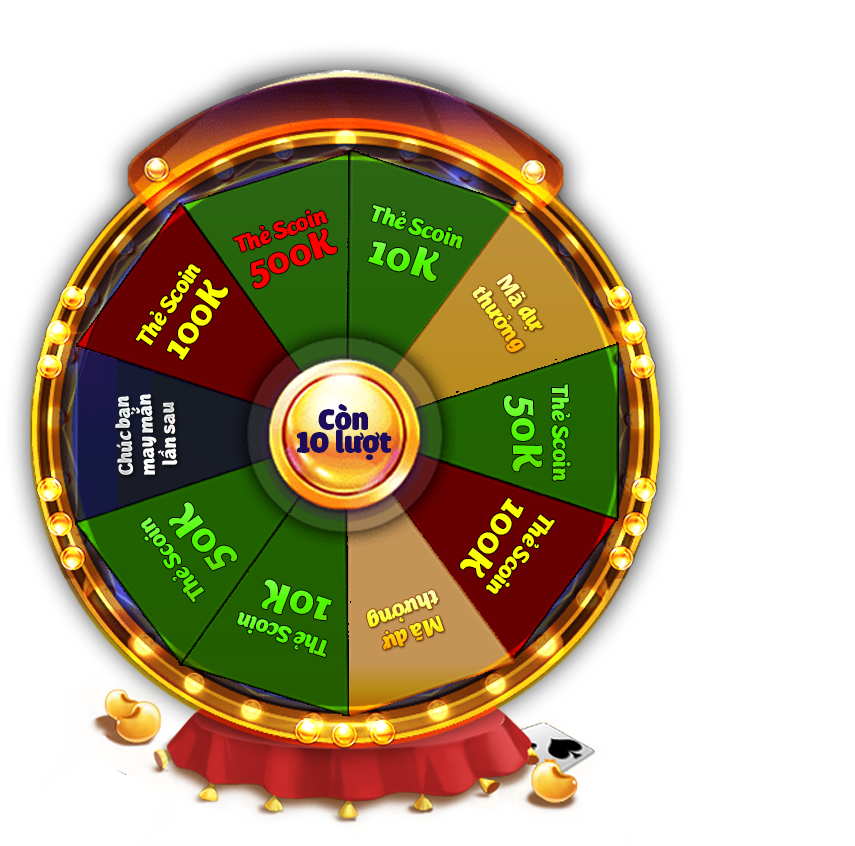 Thẻ Scoin
500K
Thẻ Scoin
10K
Mã dự
thưởng
Thẻ Scoin
50K
Thẻ Scoin
100K
Mã dự
thưởng
Thẻ Scoin
10K
Thẻ Scoin
50K
Chúc bạn
may mắn
lần sau
Thẻ Scoin
100K
Còn
10 lượt